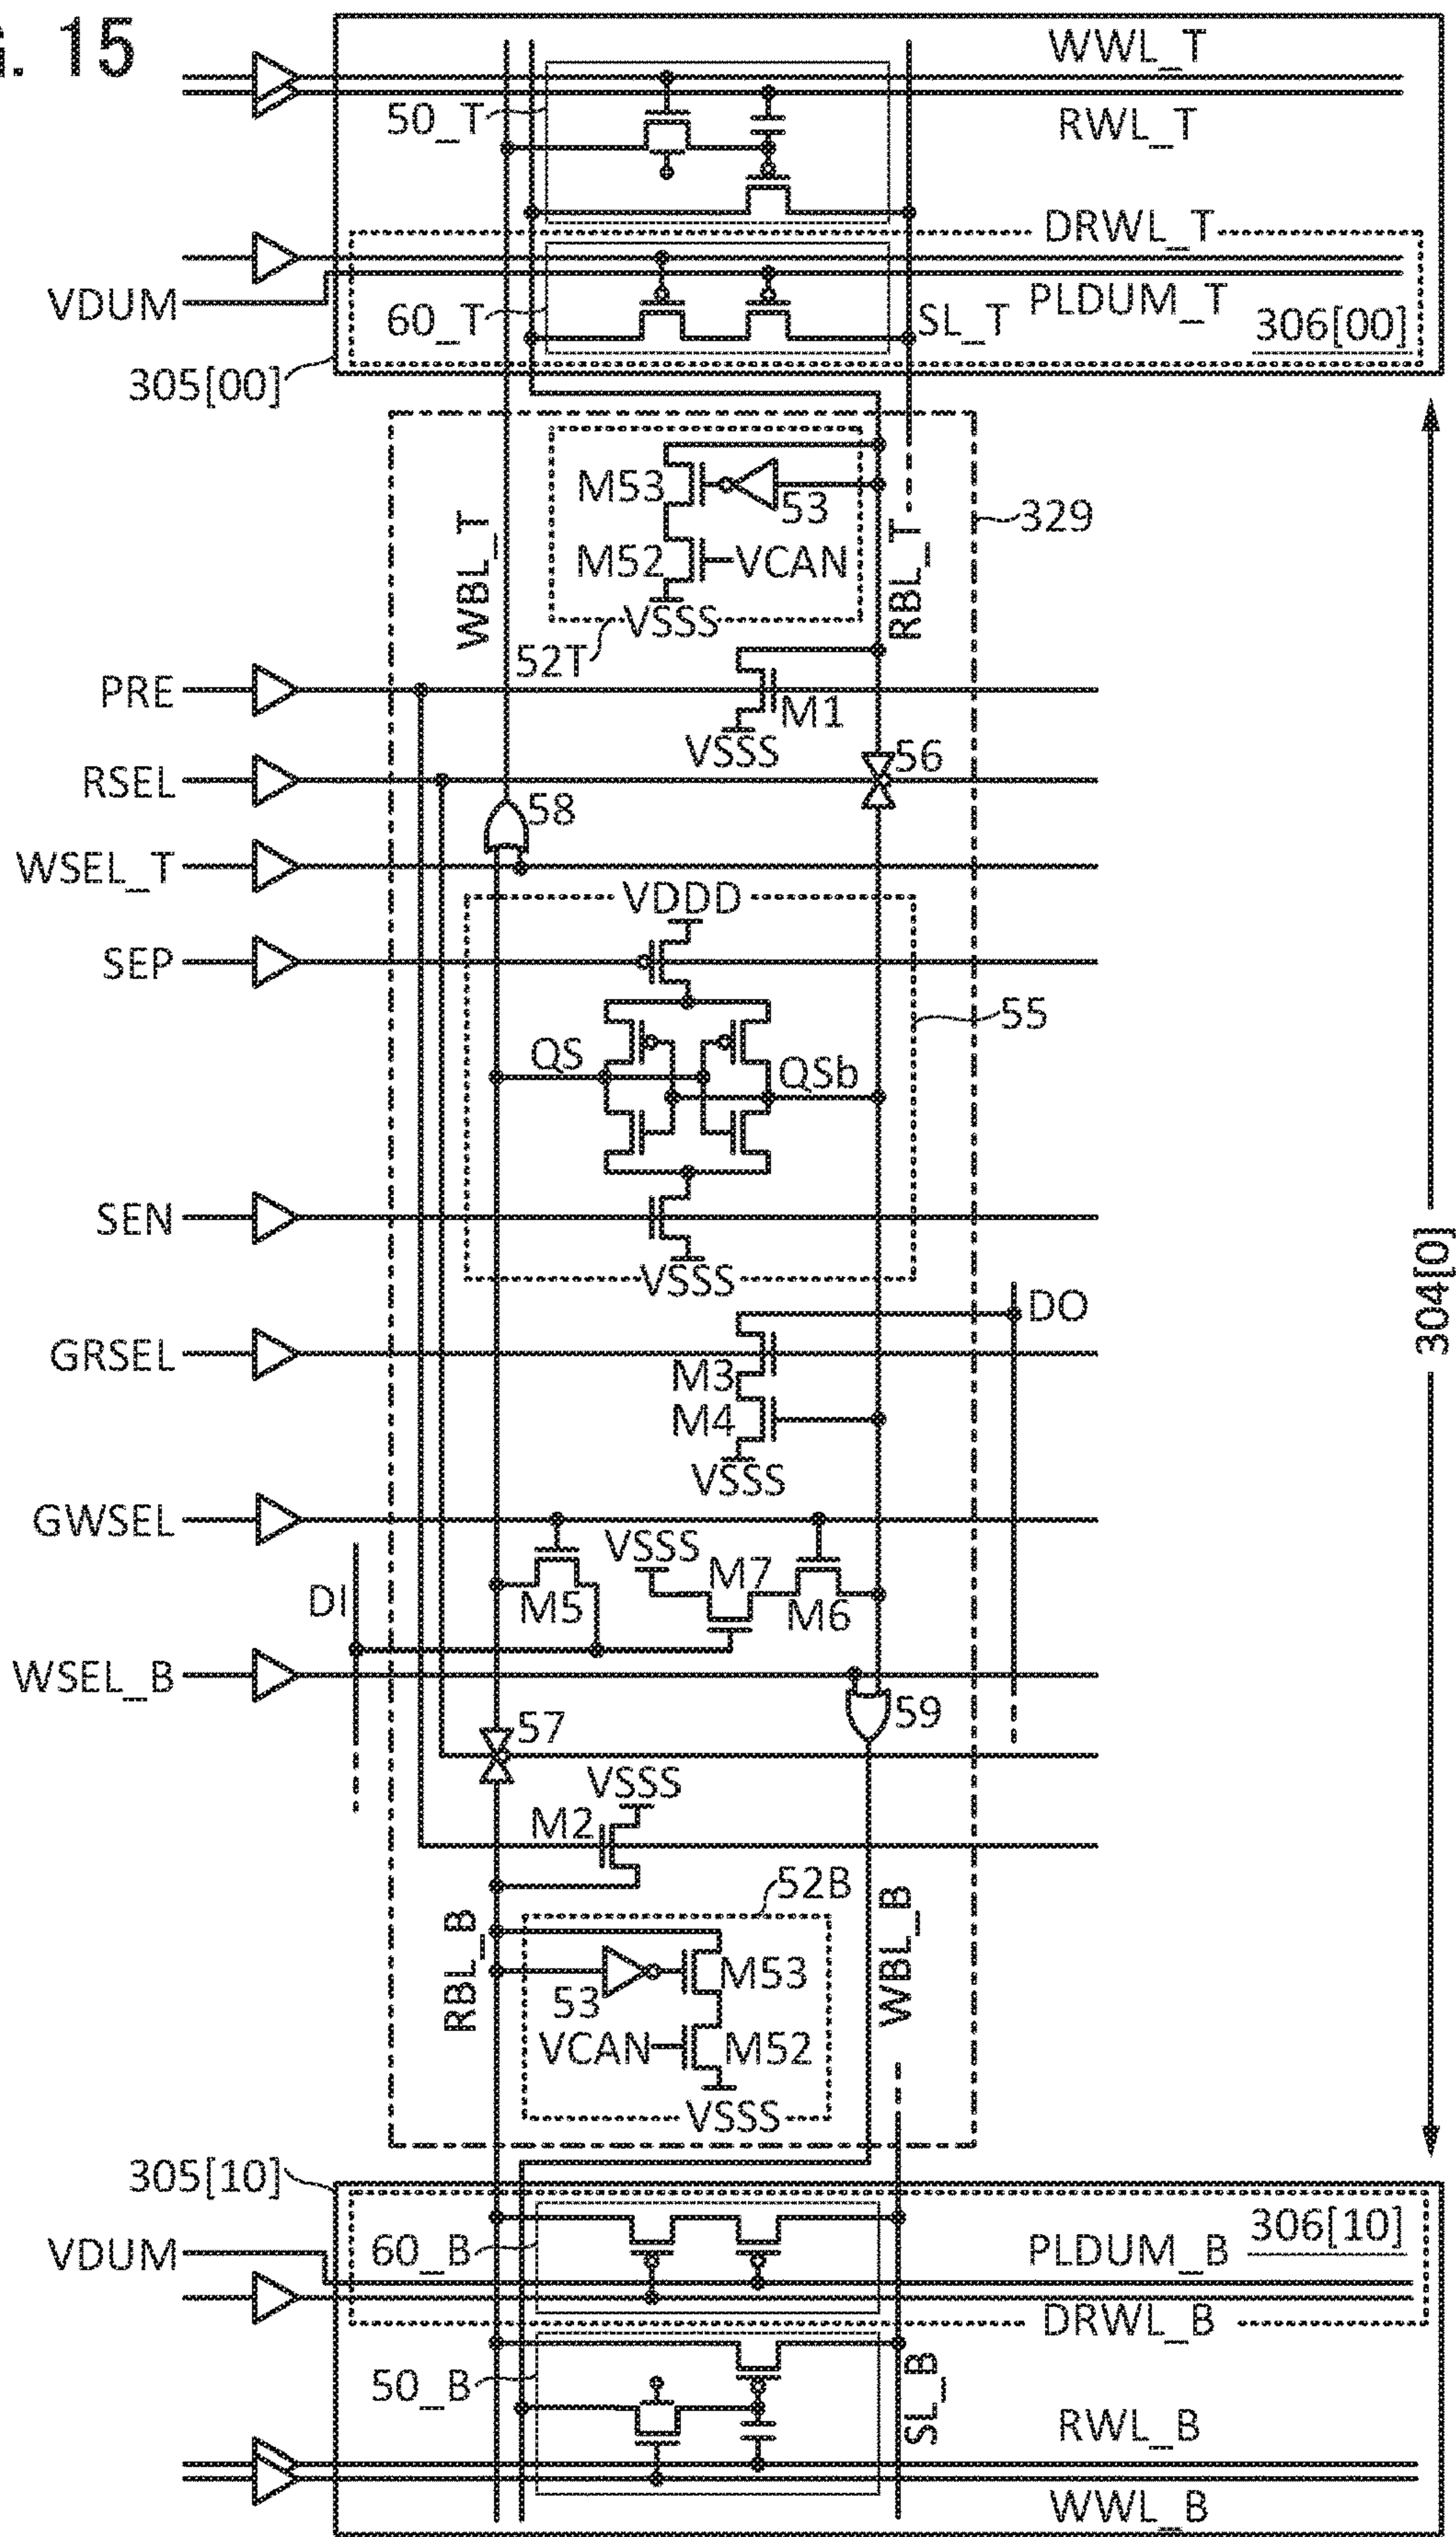 G. 15
WWL_T
50_T
RWL_T
DRWL_T
VDUM
60_T
SL_T
PLDUM_T
306[00]
305[00]
M53
53
329
WBL_T
M52
VCAN
RBL_T
VSSS
52T
PRE
M1
VSSS
56
RSEL
58
WSEL_T
VDDD
SEP
55
QS
QSb
SEN
VSSS
304[0]
DO
GRSEL
M3
M4
VSSS
GWSEL
VSSS
M7
DI
M5
M6
WSEL_B
57
59
VSSS
M2
52B
RBL_B
WBL_B
53
M53
VCAN
M52
VSSS
305[10]
306[10]
VDUM
60_B
PLDUM_B
DRWL_B
50_B
SL_B
RWL_B
WWL_B